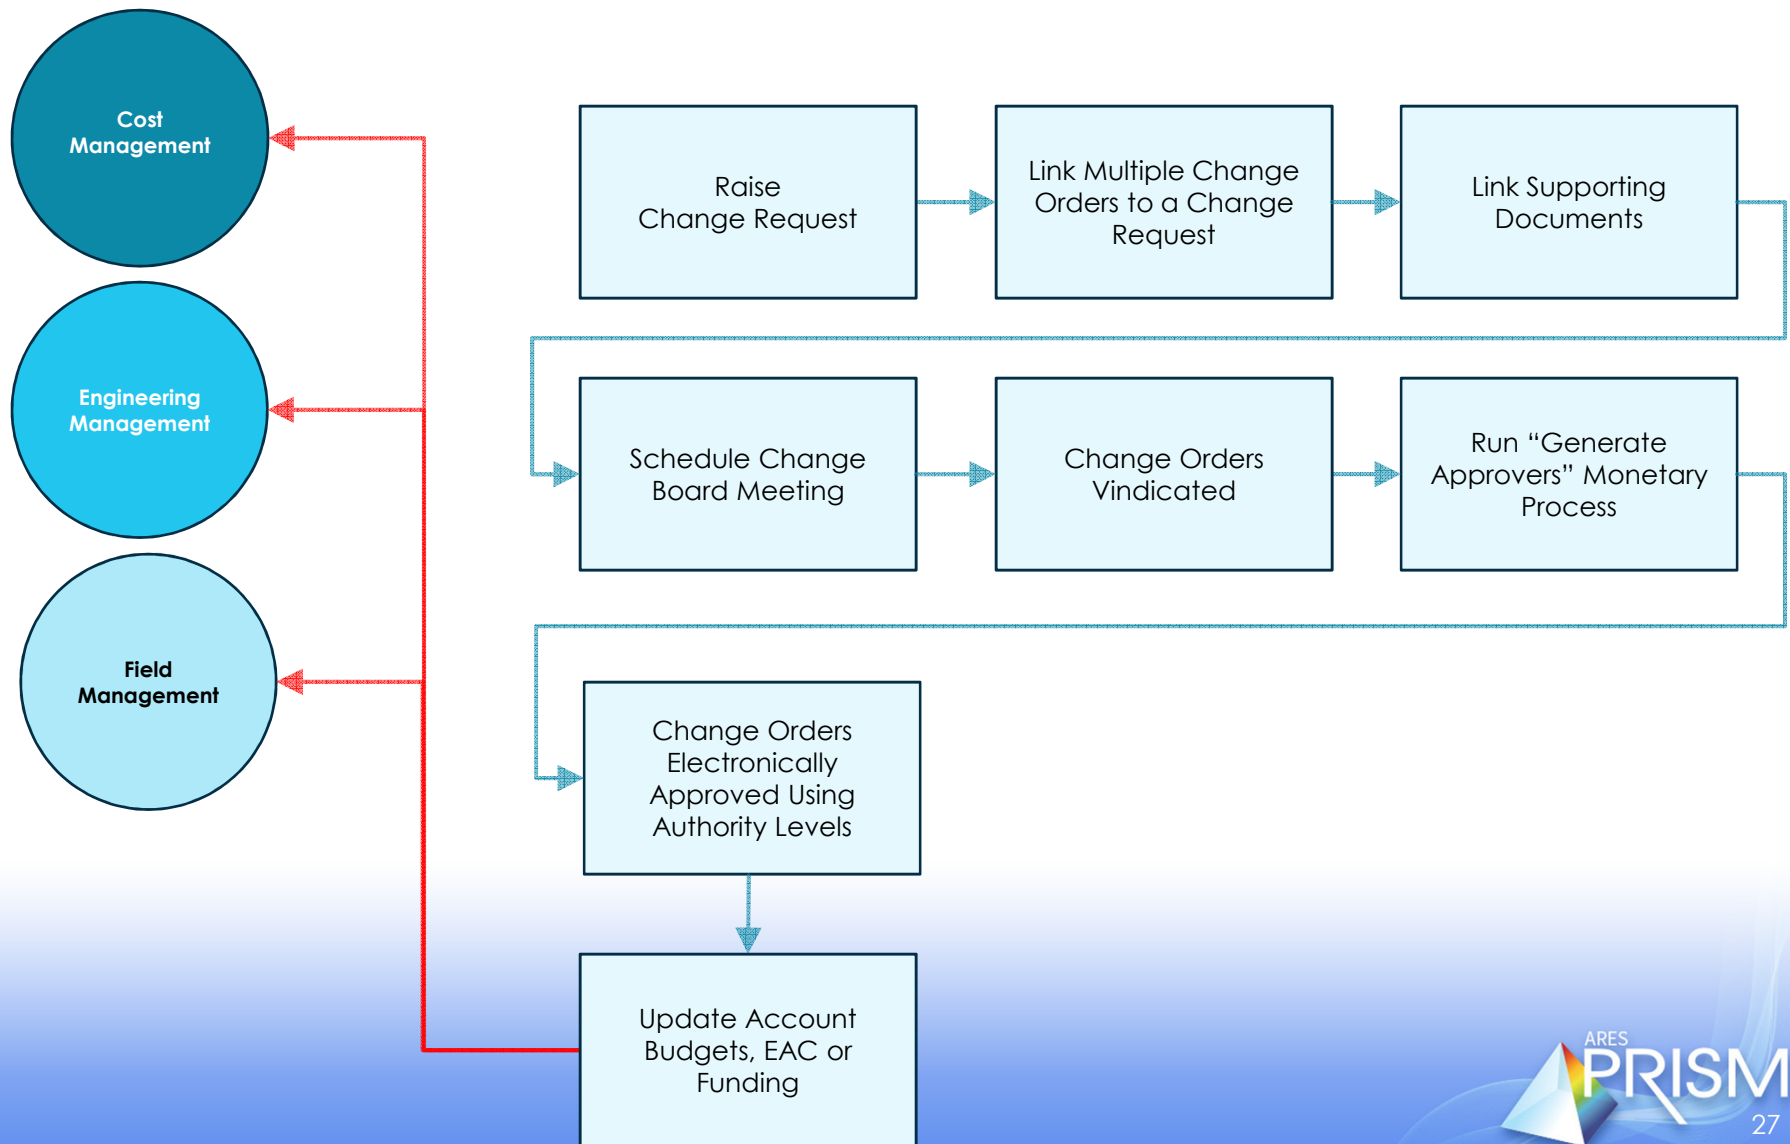 Cost
Management
Engineering
Management
Field
Management
Raise
Change Request
Link Multiple Change
Orders to a Change
Request
Link Supporting
Documents
Schedule Change
Board Meeting
Change Orders
Vindicated
Run “Generate
Approvers” Monetary
Process
Change Orders
Electronically
Approved Using
Authority Levels
Update Account
Budgets, EAC or
Funding
ARES
PRISM
27